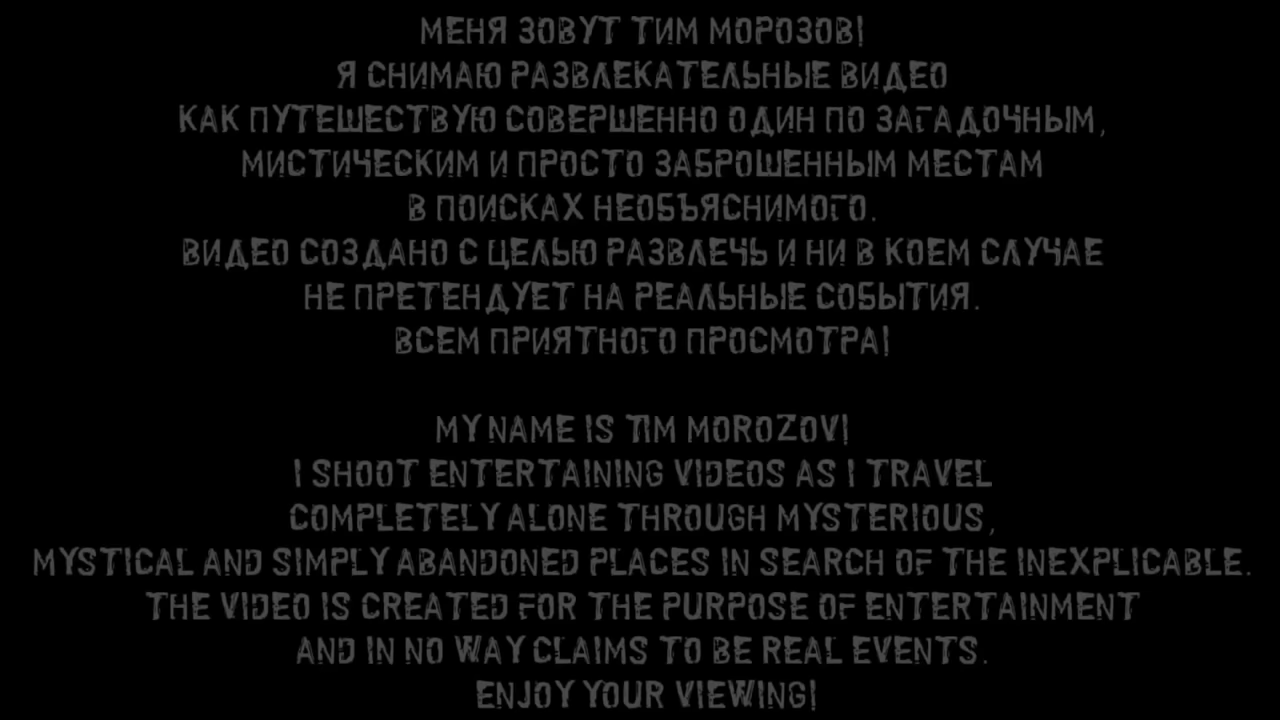 МЕНЯ ЗОВУТ ТИМ МОРОЗОВ!
Я СНИМАЮ РАЗВЛЕКАТЕЛЬНЫЕ ВИДЕО
КАК ПУТЕШЕСТВУЮ СОВЕРШЕННО ОДИН ПО ЗАГАДОЧНЫМ,
МИСТИЧЕСКИМ И ПРОСТО ЗАБРОШЕННЫМ МЕСТАМ
В ПОИСКАХ НЕОБЪЯСНИМОГО.
ВИДЕО СОЗДАНО С ЦЕЛЬЮ РАЗВЛЕЧЬ И НИ В КОЕМ СЛУЧАЕ
НЕ ПРЕТЕНДУЕТ НА РЕАЛЬНЫЕ СОБЫТИЯ.
ВСЕМ ПРИЯТНОГО ПРОСМОТРА!
MY NAME IS TIM MOROZOV!
I SHOOT ENTERTAINING VIDEOS AS I TRAVEL
COMPLETELY ALONE THROUGH MYSTERIOUS,
MYSTICAL AND SIMPLY ABANDONED PLACES IN SEARCH OF THE INEXPLICABLE.
THE VIDEO IS CREATED FOR THE PURPOSE OF ENTERTAINMENT
AND IN NO WAY CLAIMS TO BE REAL EVENTS.
ENJOY YOUR VIEWING!